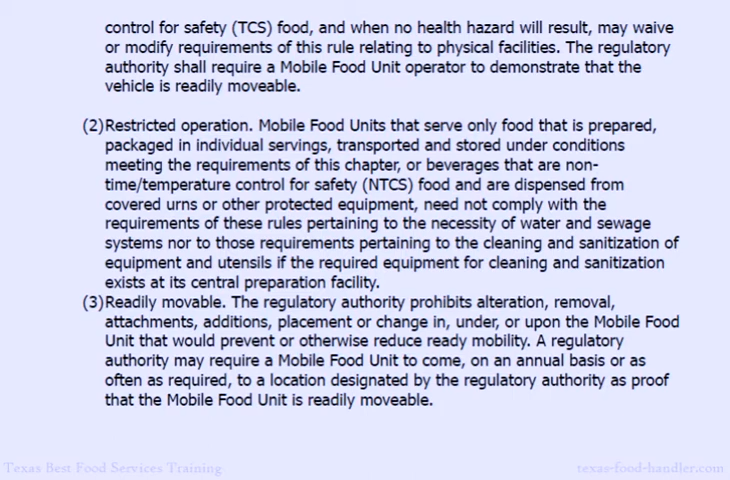 control for safety (TCS) food, and when no health hazard will result, may waive
or modify requirements of this rule relating to physical facilities. The regulatory
authority shall require a Mobile Food Unit operator to demonstrate that the
vehicle is readily moveable.
(2)Restricted operation. Mobile Food Units that serve only food that is prepared,
packaged in individual servings, transported and stored under conditions
meeting the requirements of this chapter, or beverages that are non-
time/temperature control for safety (NTCS) food and are dispensed from
covered urns or other protected equipment, need not comply with the
requirements of these rules pertaining to the necessity of water and sewage
systems nor to those requirements pertaining to the cleaning and sanitization of
equipment and utensils if the required equipment for cleaning and sanitization
exists at its central preparation facility.
(3)Readily movable. The regulatory authority prohibits alteration, removal,
attachments, additions, placement or change in, under, or upon the Mobile Food
Unit that would prevent or otherwise reduce ready mobility. A regulatory
authority may require a Mobile Food Unit to come, on an annual basis or as
often as required, to a location designated by the regulatory authority as proof
that the Mobile Food Unit is readily moveable.
Texas Best Food Services Training
texas-food-handler.com